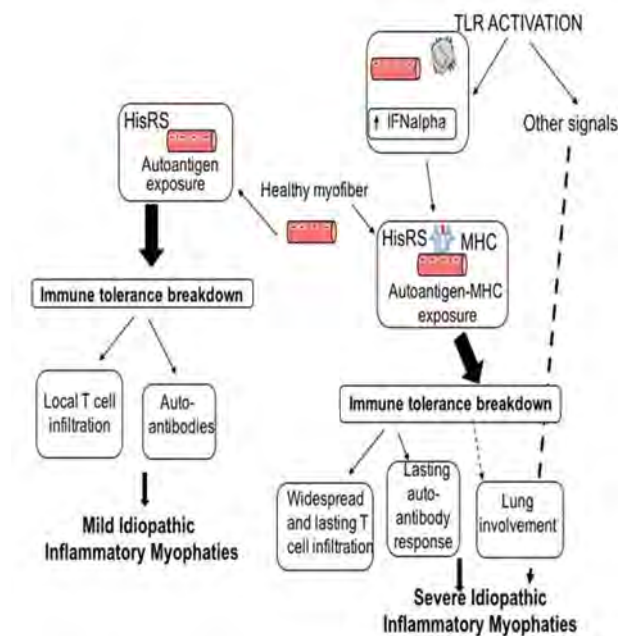 TLR ACTIVATION
IFNalpha
Other signals
HisRS
Autoantigen
exposure
Healthy myofiber
HisRS
MHC
Autoantigen-MHC
exposure
Immune tolerance breakdown
Local T cell
infiltration
Auto-
antibodies
Mild Idiopathic
Inflammatory Myophaties
Immune tolerance breakdown
Widespread
and lasting T
cell infiltration
Lasting
auto-
antibody
response
Lung
involvement
Severe Idiopathic
Inflammatory Myophaties